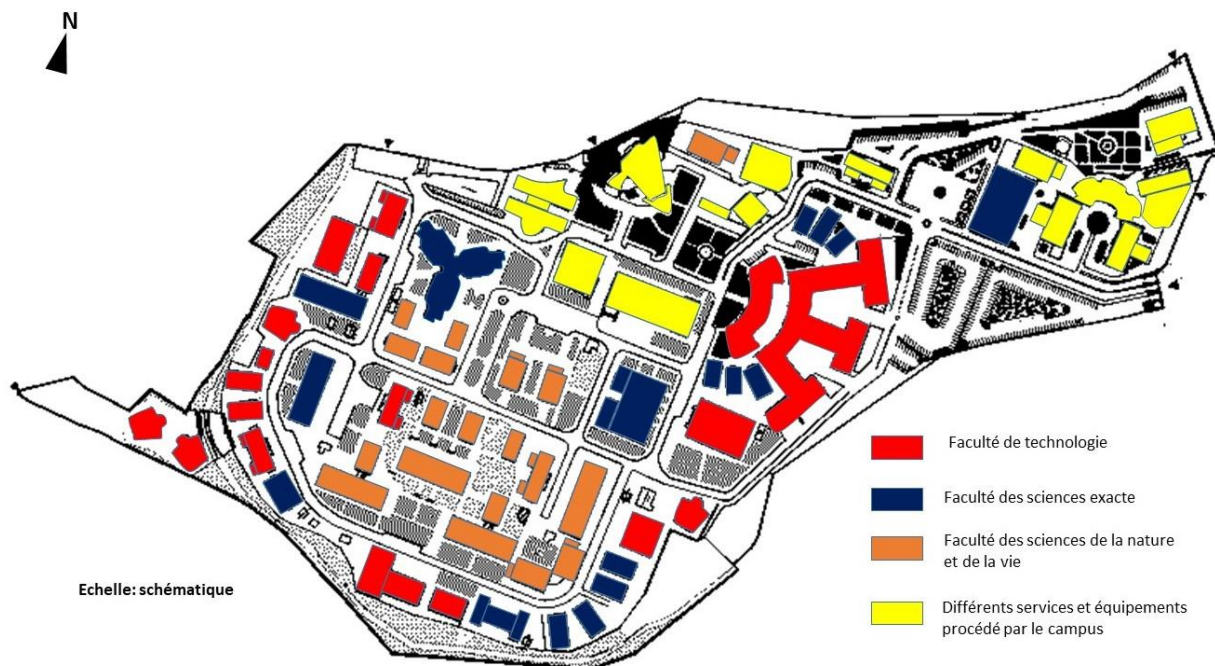 N
Faculté de technologie
Faculté des sciences exacte
Faculté des sciences de la nature
et de la vie
Echelle: schématique
Différents services et équipements
procédé par le campus